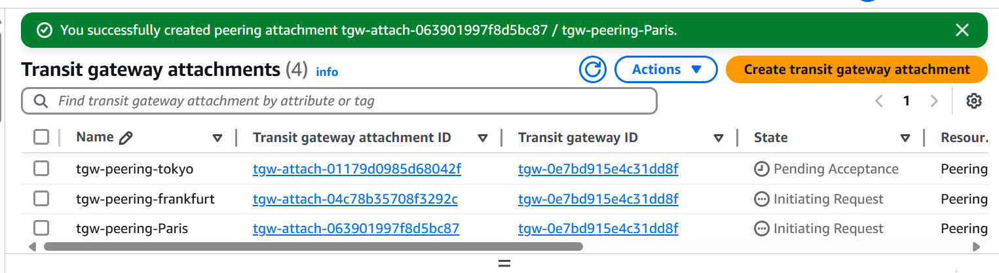 You successfully created peering attachment tgw-attach-063901997f8d5bc87 / tgw-peering-Paris.
Transit gateway attachments (4) info Actions Create transit gateway attachment
Find transit gateway attachment by attribute or tag 1
Name Transit gateway attachment ID Transit gateway ID State Resour.
tgw-peering-tokyo tgw-attach-01179d0985d68042f tgw-0e7bd915e4c31dd8f Pending Acceptance Peering
tgw-peering-frankfurt tgw-attach-04c78b35708f3292c tgw-0e7bd915e4c31dd8f Initiating Request Peering
tgw-peering-Paris tgw-attach-063901997f8d5bc87 tgw-0e7bd915e4c31dd8f Initiating Request Peering